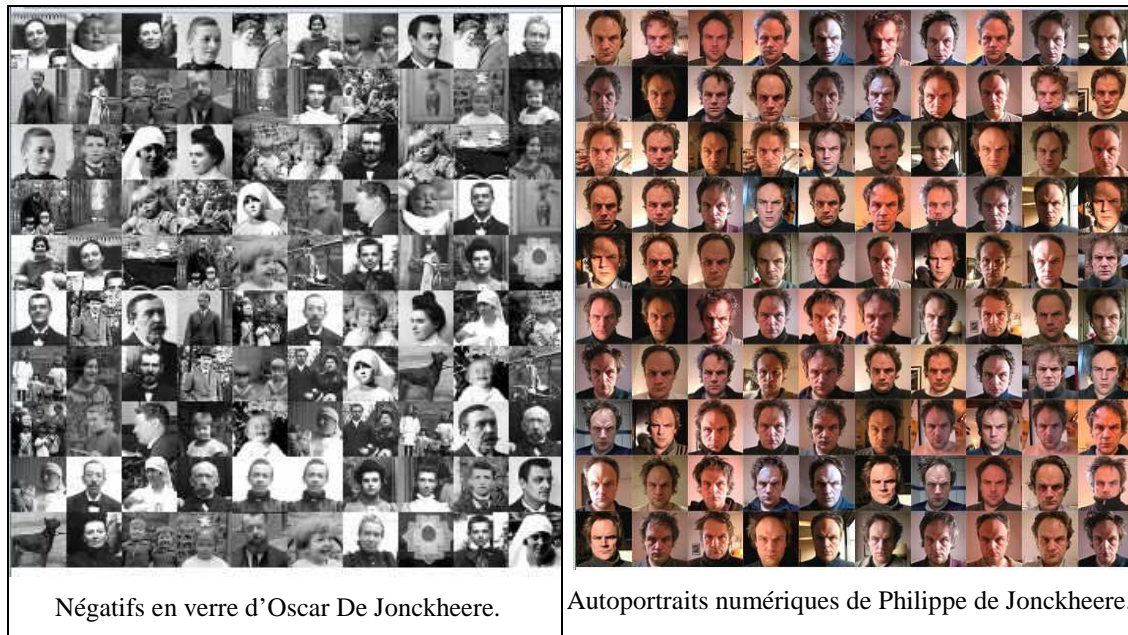 Négatifs en verre d'Oscar De Jonckheere.
Autoportraits numériques de Philippe de Jonckheere.